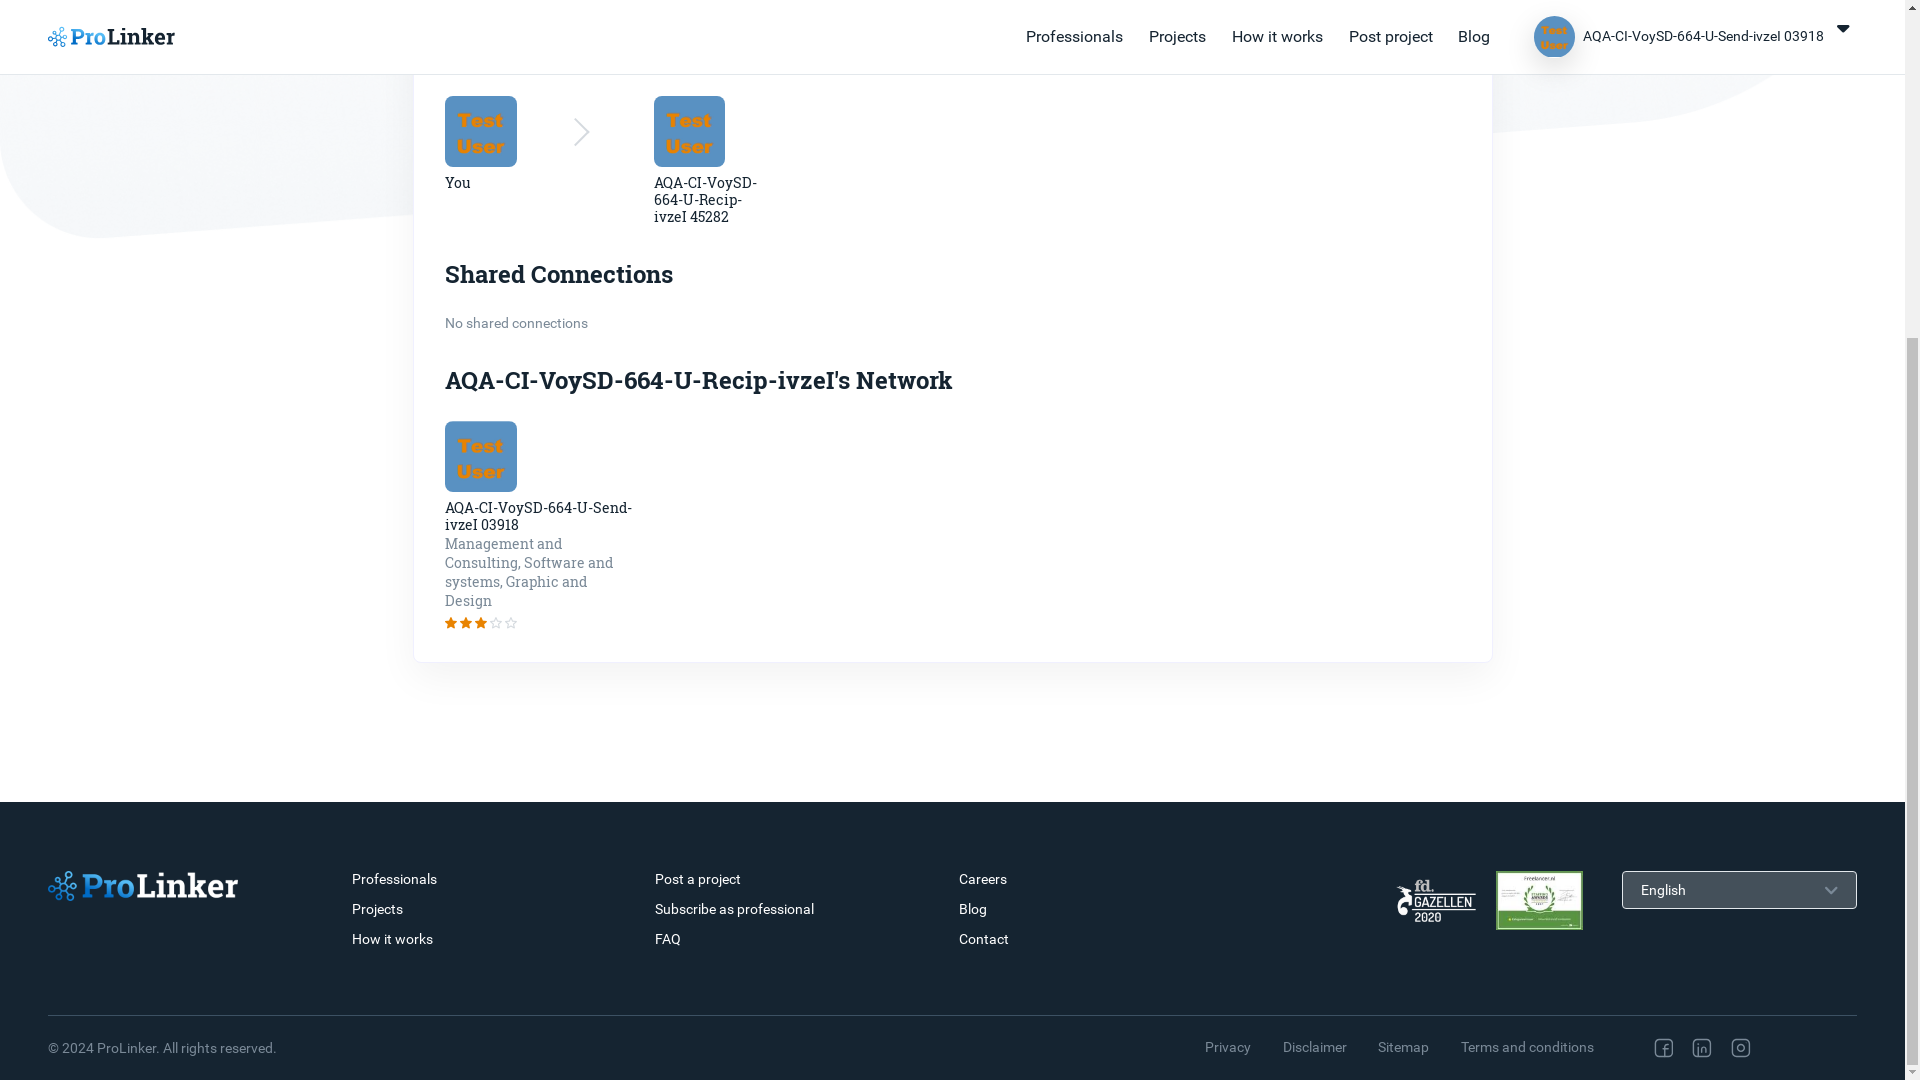 ProLinker
Professionals
Projects
How it works
Post project
Blog
Test
User
AQA-CI-VoySD-664-U-Send-ivzeI 03918
Test
User
You
Test
User
AQA-CI-VoySD-
664-U-Recip-
ivzeI 45282
Shared Connections
No shared connections
AQA-CI-VoySD-664-U-Recip-ivzeI's Network
Test
User
AQA-CI-VoySD-664-U-Send-
ivzeI 03918
Management and
Consulting, Software and
systems, Graphic and
Design
ProLinker
Professionals
Projects
How it works
Post a project
Subscribe as professional
FAQ
Careers
Blog
Contact
fd.
GAZELLEN
2020
Freelancer.nl
English
© 2024 ProLinker. All rights reserved.
Privacy
Disclaimer
Sitemap
Terms and conditions